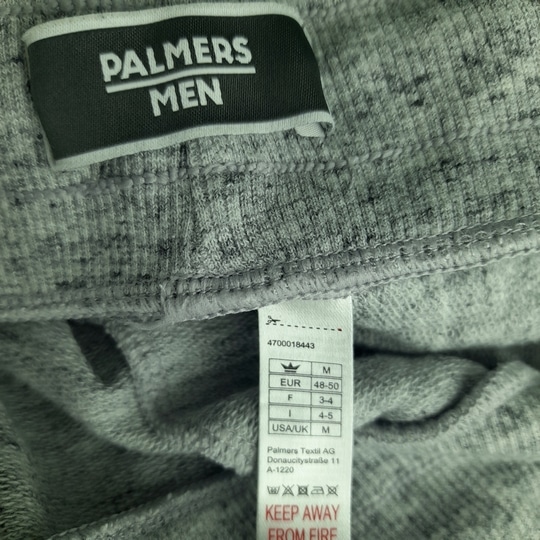 PALMERS
MEN
4700018443
M
EUR 48-50
F 3-4
I 4-5
USA/UK M
Palmers Textil AG
Donaucitystraße 11
A-1220
KEEP AWAY
FROM FIRE